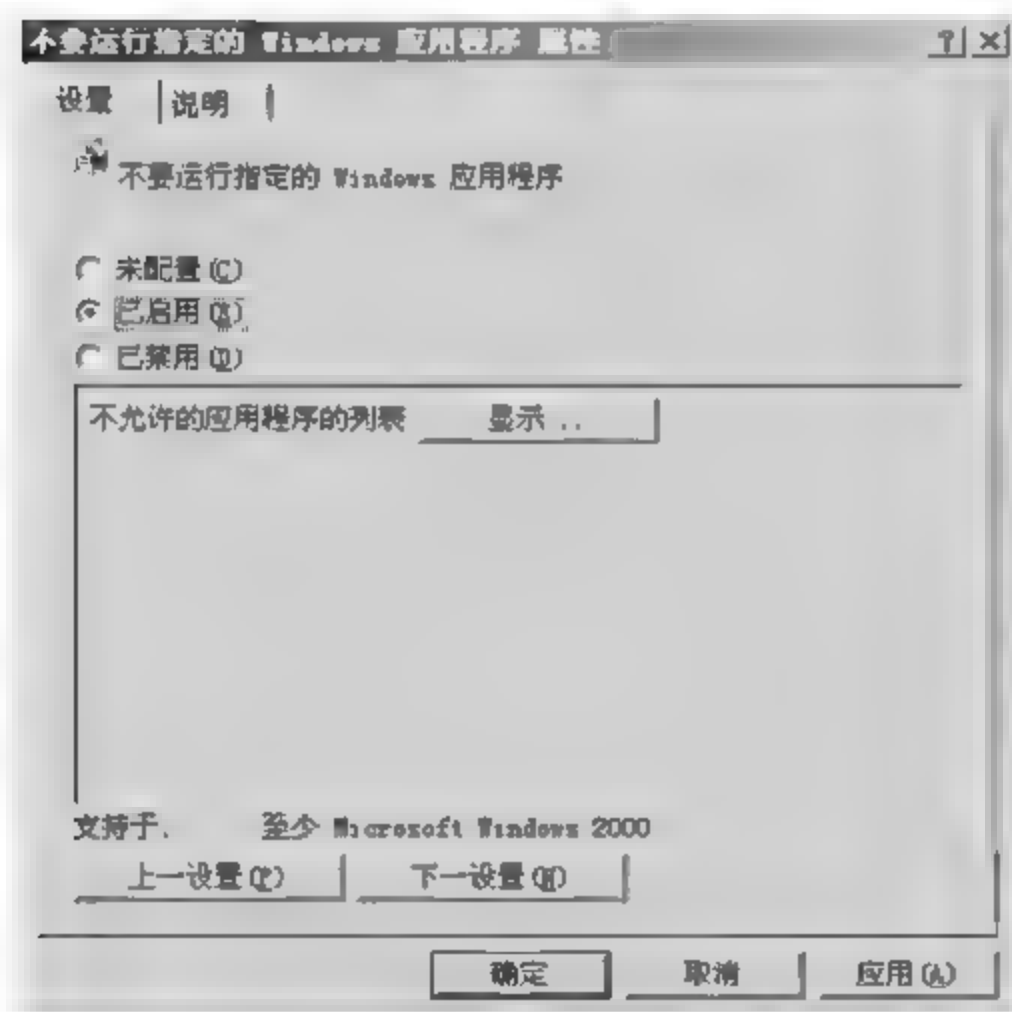 不要运行指定的 Windows 应用程序 属性
设置 说明
不要运行指定的 Windows 应用程序
未配置(C)
已启用(E)
已禁用(D)
不允许的应用程序的列表 显示..
支持于. 至少 Microsoft Windows 2000
上一设置(P) 下一设置(N)
确定 取消 应用(A)